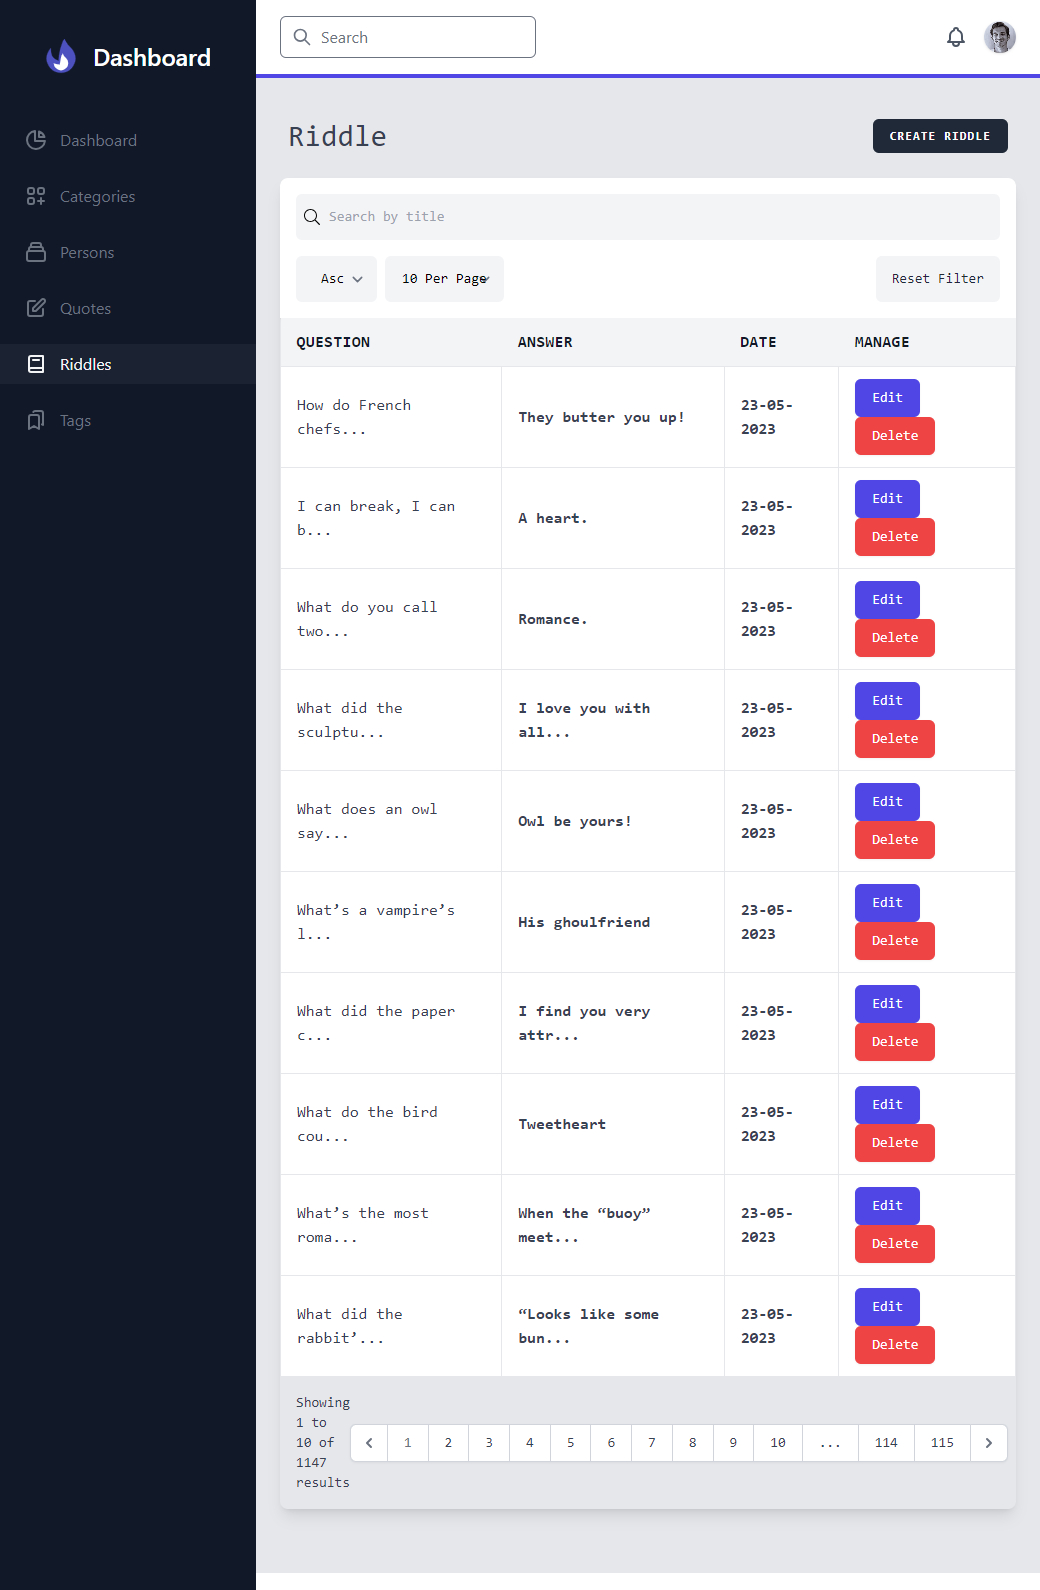 Dashboard
Search
Dashboard
Categories
Persons
Quotes
Riddles
Tags
Riddle
CREATE RIDDLE
Search by title
Asc
10 Per Page
Reset Filter
QUESTION ANSWER DATE MANAGE
How do French
chefs...
They butter you up!
23-05-
2023
Edit
Delete
I can break, I can
b...
A heart.
23-05-
2023
Edit
Delete
What do you call
two...
Romance.
23-05-
2023
Edit
Delete
What did the
sculptu...
I love you with
all...
23-05-
2023
Edit
Delete
What does an owl
say...
Owl be yours!
23-05-
2023
Edit
Delete
What’s a vampire’s
l...
His ghoulfriend
23-05-
2023
Edit
Delete
What did the paper
c...
I find you very
attr...
23-05-
2023
Edit
Delete
What do the bird
cou...
Tweetheart
23-05-
2023
Edit
Delete
What’s the most
roma...
When the “buoy”
meet...
23-05-
2023
Edit
Delete
What did the
rabbit’...
“Looks like some
bun...
23-05-
2023
Edit
Delete
Showing
1 to
10 of
1147
results
1 2 3 4 5 6 7 8 9 10 ... 114 115